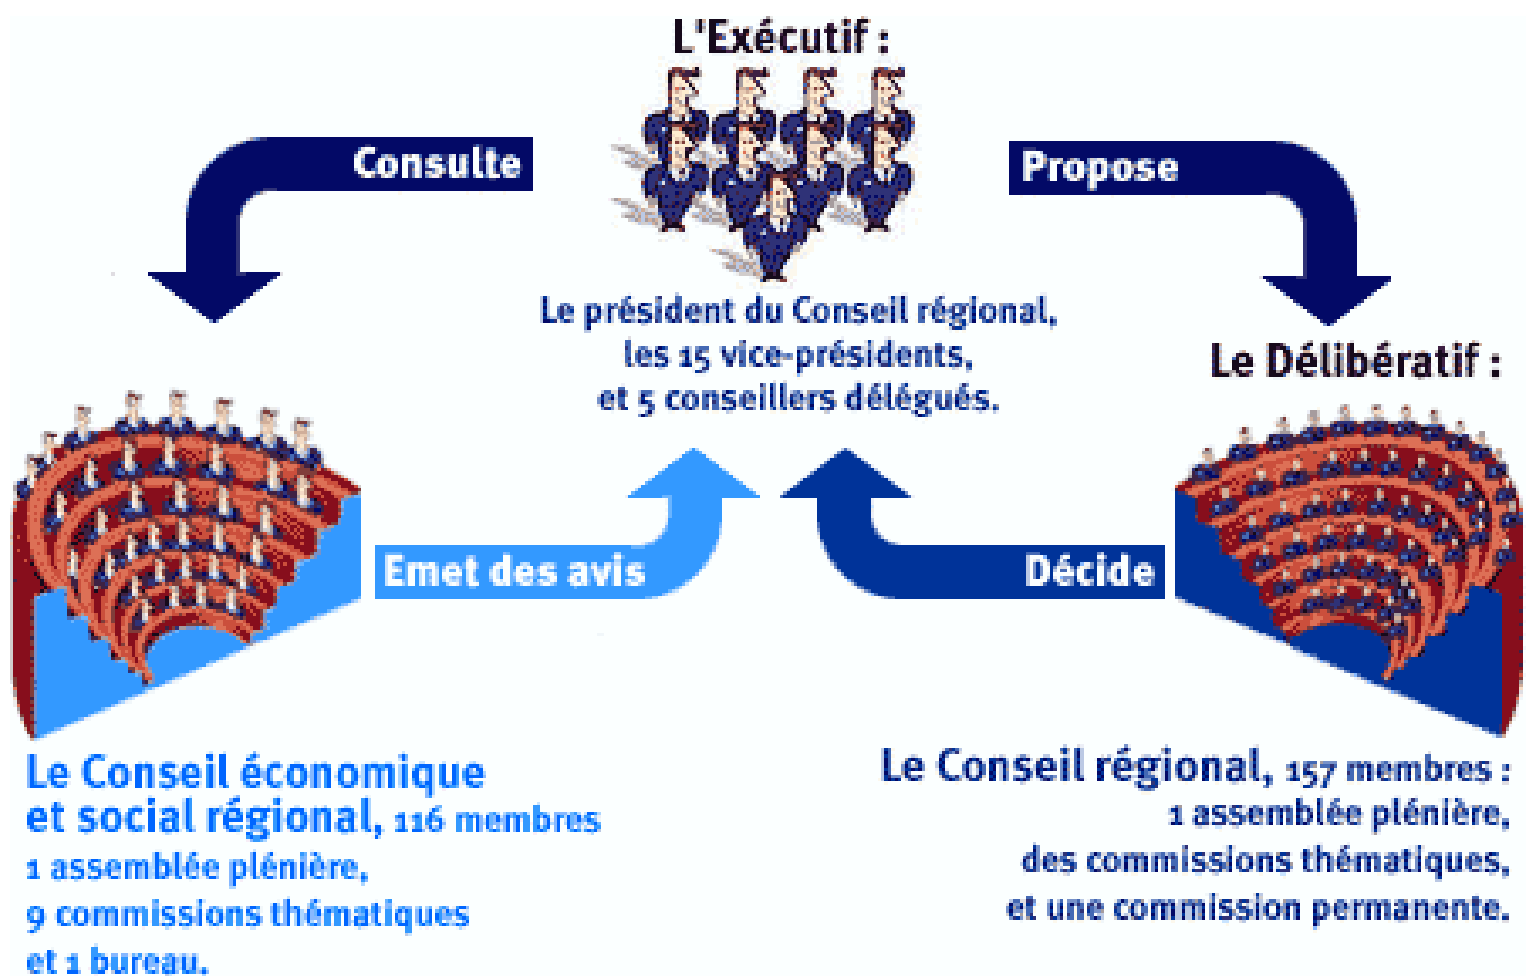 L'Exécutif :
Consulte
Propose
Le président du Conseil régional,
les 15 vice-présidents,
et 5 conseillers délégués.
Le Délibératif :
Emet des avis
Décide
Le Conseil économique
et social régional, 116 membres
1 assemblée plénière,
9 commissions thématiques
et 1 bureau.
Le Conseil régional, 157 membres :
1 assemblée plénière,
des commissions thématiques,
et une commission permanente.